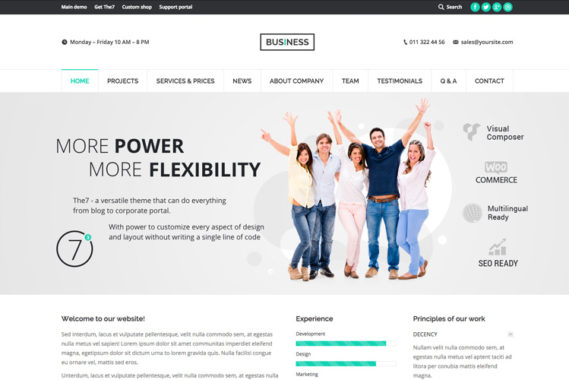 Main demo Get The7 Custom shop Support portal Search
Monday – Friday 10 AM – 8 PM
BUSINESS
011 322 44 56 sales@yoursite.com
HOME PROJECTS SERVICES & PRICES NEWS ABOUT COMPANY TEAM TESTIMONIALS Q & A CONTACT
MORE POWER
MORE FLEXIBILITY
The7 - a versatile theme that can do everything
from blog to corporate portal.
7
With power to customize every aspect of design
and layout without writing a single line of code
Visual
Composer
WOO
COMMERCE
Multilingual
Ready
SEO READY
Welcome to our website!
Sed interdum, lacus et vulputate pellentesque, velit nulla commodo sem, at egestas
nulla metus vel sapien! Lorem ipsum dolor sit amet commodo interdum imperdiet
magna, egetipsum dolor sit dictum urna to lorem gravida quis. Nulla facilisi congue
eu ornare vel, mattis eni.
Lacus et vulputate pellentesque, velit nulla commodo sem, at egestas nulla
Experience
Development
Design
Marketing
Principles of our work
DECENCY
Nullam velit nulla commodo sem, at
egestas nulla metus vel aptent taciti ad
litora et corci per conubia nostra
magna.